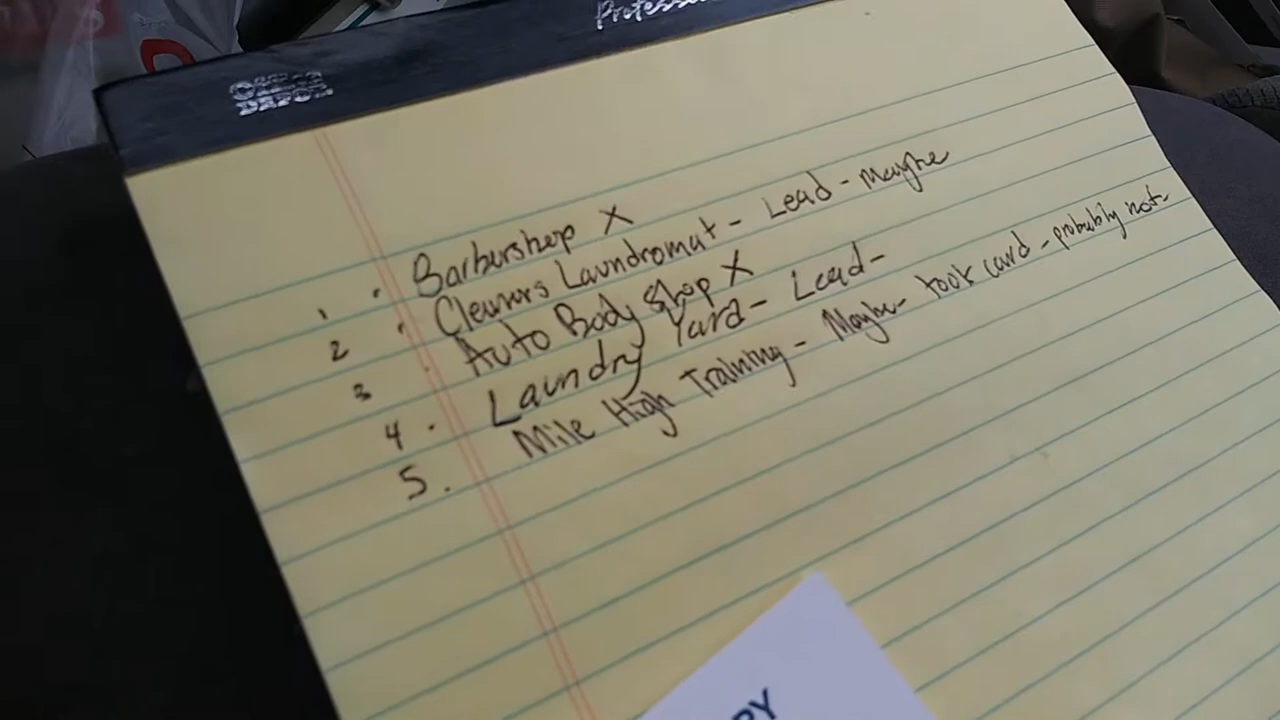 OFFICE DEPOT
1. Barbershop X
2. Cleaners Laundromat - Lead - Maybe
3. Auto Body Shop X
4. Laundry Yard - Lead -
5. Mile High Training - Maybe - took card - probably not -